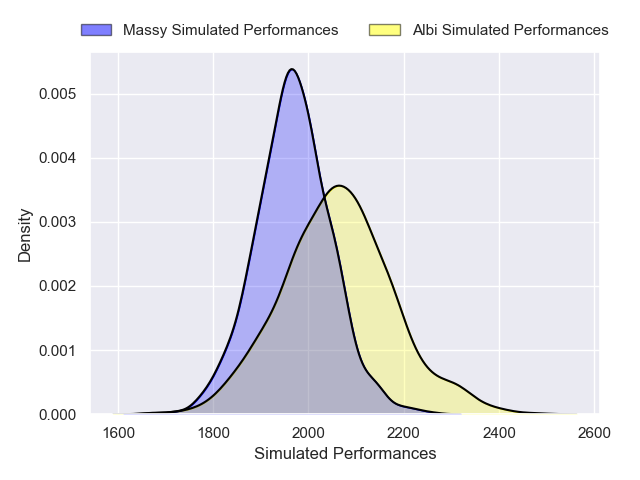 Massy Simulated Performances
Albi Simulated Performances
Density
0.005
0.004
0.003
0.002
0.001
0.000
1600 1800 2000 2200 2400 2600
Simulated Performances